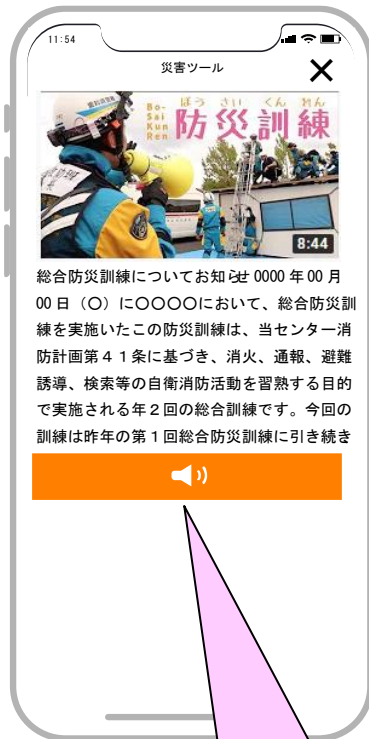 11:54
災害ツール
Bo-
Sai
Kun
Ren
ぼう さい くん れん
防災訓練
8:44
総合防災訓練についてお知らせ 0000 年 00 月
00 日（〇）に〇〇〇〇において、総合防災訓
練を実施いたこの防災訓練は、当センター消
防計画第４１条に基づき、消火、通報、避難
誘導、検索等の自衛消防活動を習熟する目的
で実施される年２回の総合訓練です。今回の
訓練は昨年の第１回総合防災訓練に引き続き